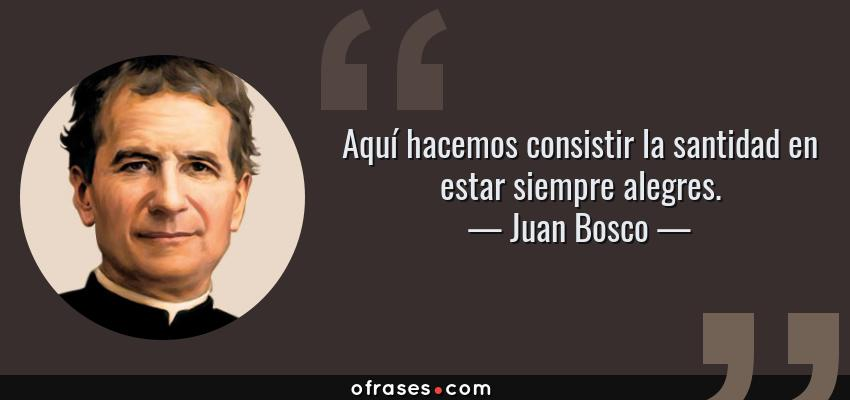 Aquí hacemos consistir la santidad en
estar siempre alegres.
— Juan Bosco —
ofrases.com